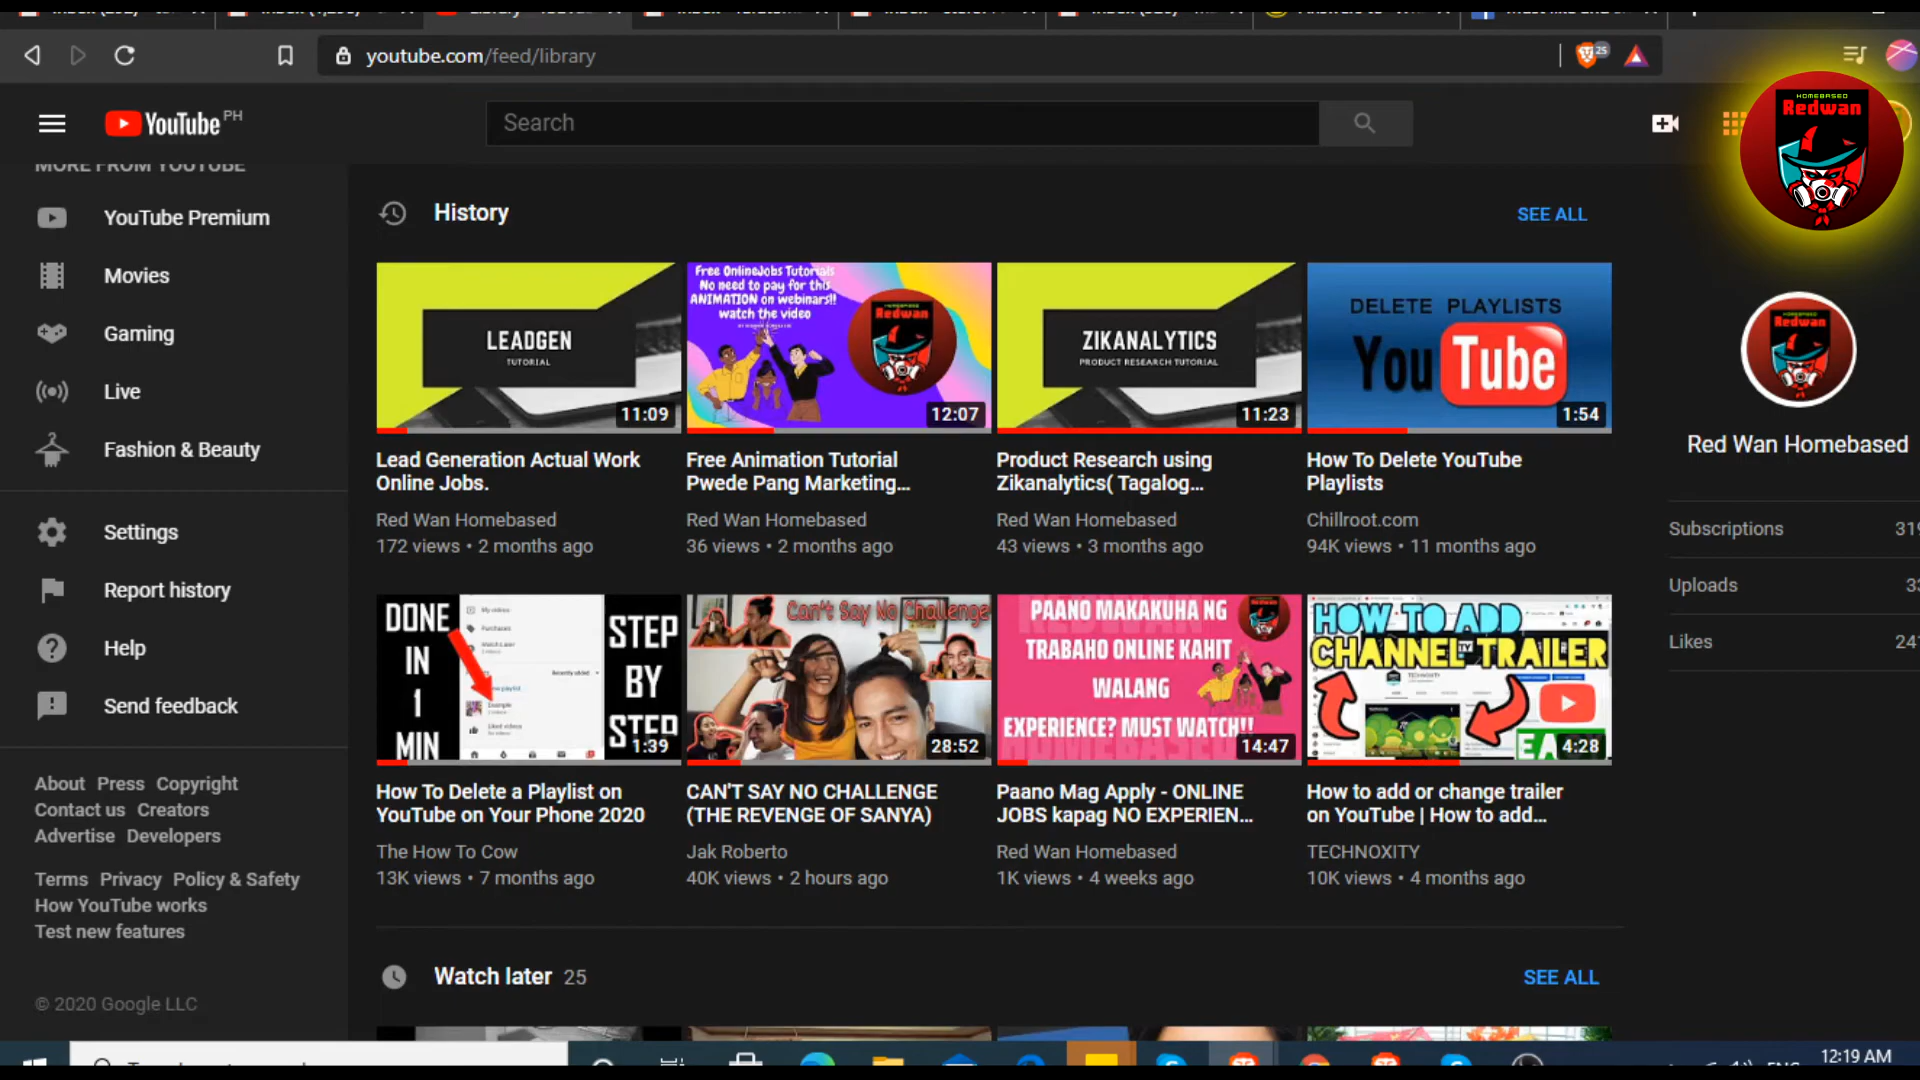 youtube.com/feed/library
25
YouTube PH
Search
HOMEBASED
Redwan
MORE FROM YOUTUBE
YouTube Premium
Movies
Gaming
Live
Fashion & Beauty
Settings
Report history
Help
Send feedback
About Press Copyright
Contact us Creators
Advertise Developers
Terms Privacy Policy & Safety
How YouTube works
Test new features
© 2020 Google LLC
History
SEE ALL
LEADGEN
TUTORIAL
11:09
Lead Generation Actual Work
Online Jobs.
Red Wan Homebased
172 views • 2 months ago
Free OnlineJobs Tutorials
No need to pay for this
ANIMATION on webinars!!
watch the video
Redwan
12:07
Free Animation Tutorial
Pwede Pang Marketing...
Red Wan Homebased
36 views • 2 months ago
ZIKANALYTICS
PRODUCT RESEARCH TUTORIAL
11:23
Product Research using
Zikanalytics( Tagalog...
Red Wan Homebased
43 views • 3 months ago
DELETE PLAYLISTS
YouTube
1:54
How To Delete YouTube
Playlists
Chillroot.com
94K views • 11 months ago
DONE
IN
1
MIN
STEP
BY
STEP
1:39
How To Delete a Playlist on
YouTube on Your Phone 2020
The How To Cow
13K views • 7 months ago
Can't Say No Challenge
28:52
CAN'T SAY NO CHALLENGE
(THE REVENGE OF SANYA)
Jak Roberto
40K views • 2 hours ago
PAANO MAKAKUHA NG
TRABAHO ONLINE KAHIT
WALANG
EXPERIENCE? MUST WATCH!!
14:47
Paano Mag Apply - ONLINE
JOBS kapag NO EXPERIEN...
Red Wan Homebased
1K views • 4 weeks ago
HOW TO ADD
CHANNEL TRAILER
4:28
How to add or change trailer
on YouTube | How to add...
TECHNOXITY
10K views • 4 months ago
Watch later 25
SEE ALL
Redwan
Red Wan Homebased
Subscriptions
Uploads
Likes
12:19 AM